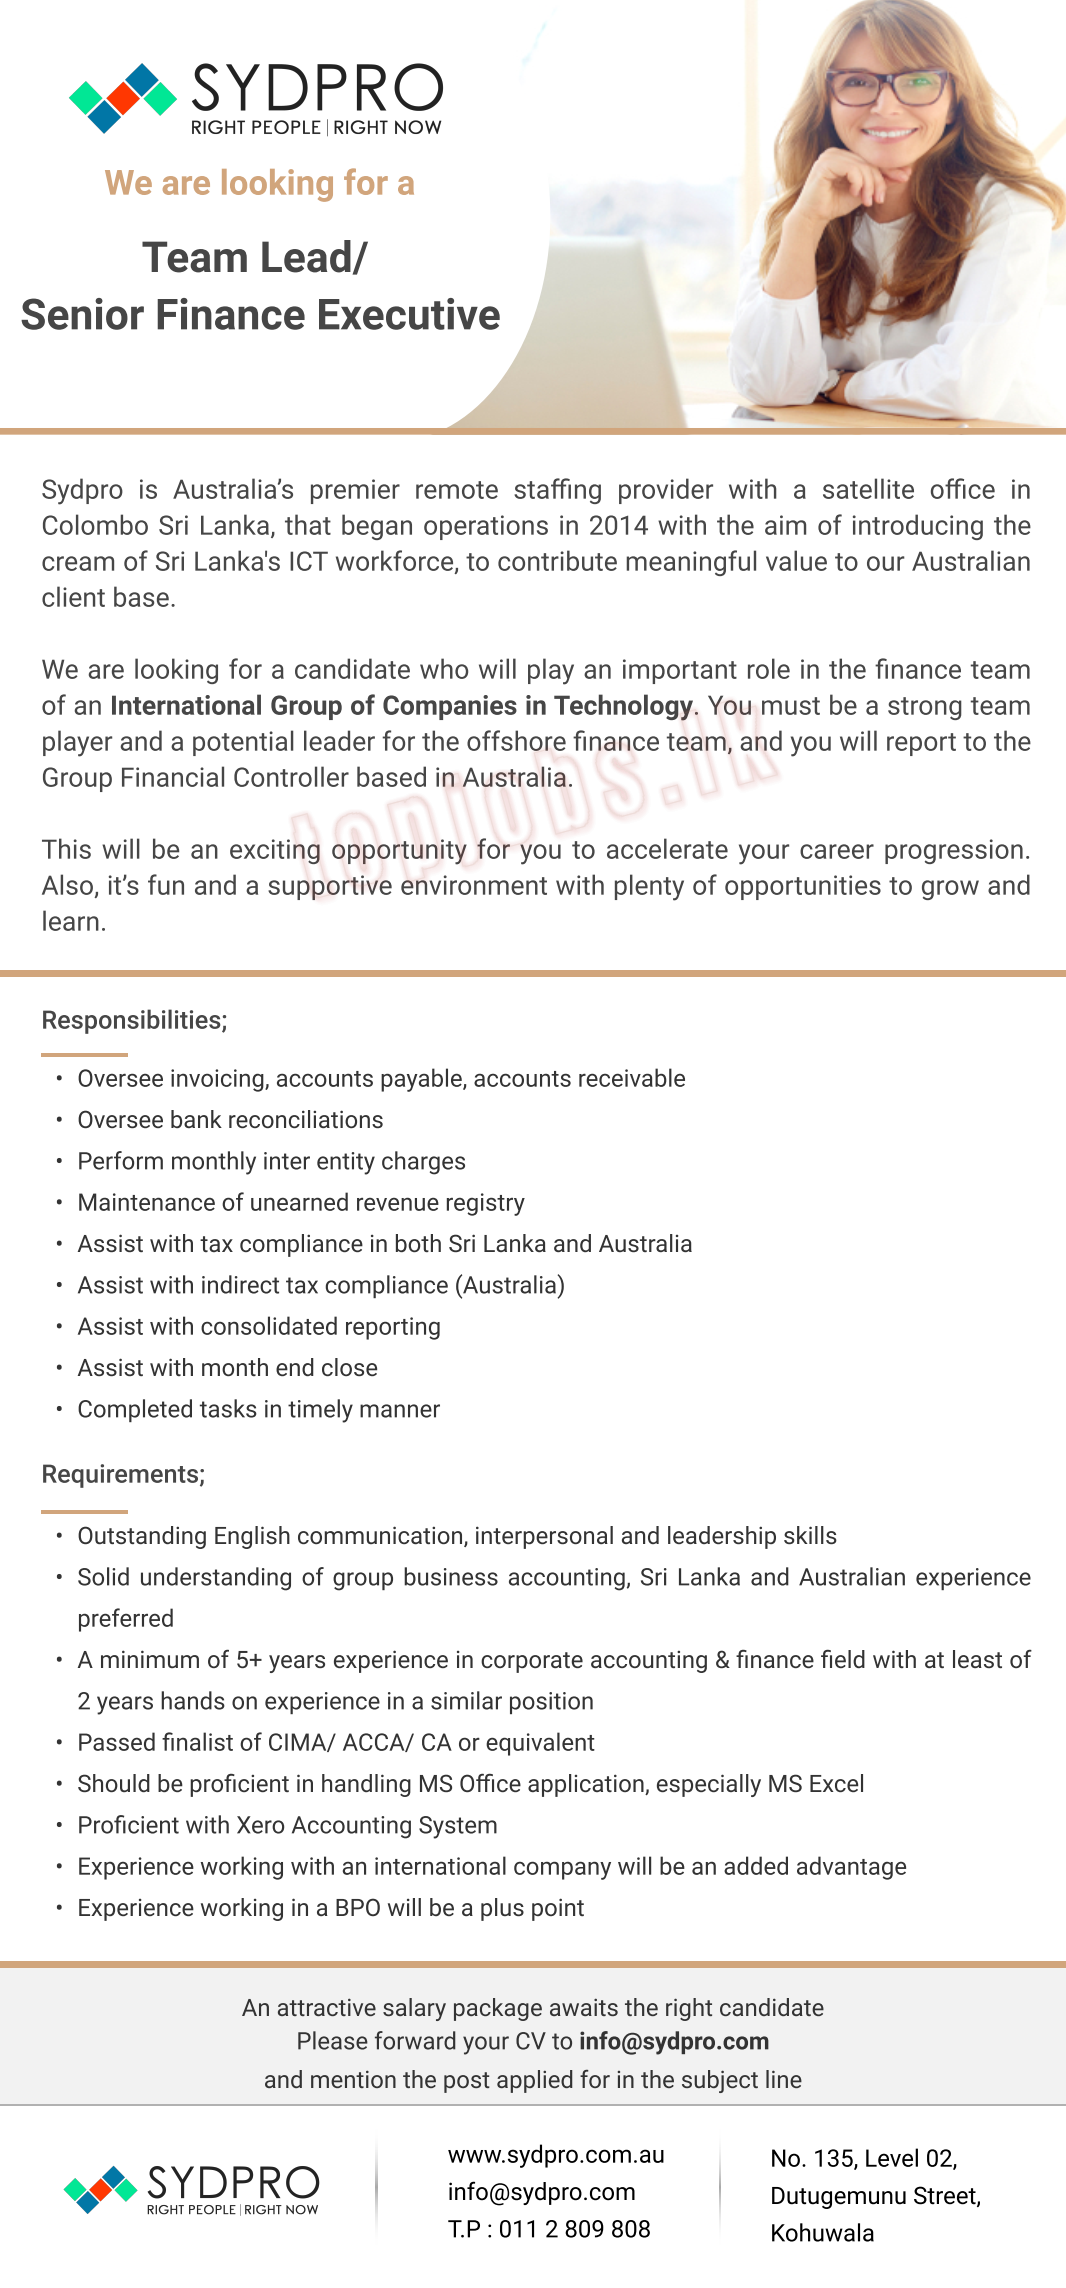 SYDPRO
RIGHT PEOPLE | RIGHT NOW
We are looking for a
Team Lead/
Senior Finance Executive
Sydpro is Australia’s premier remote staffing provider with a satellite office in
Colombo Sri Lanka, that began operations in 2014 with the aim of introducing the
cream of Sri Lanka's ICT workforce, to contribute meaningful value to our Australian
client base.
We are looking for a candidate who will play an important role in the finance team
of an International Group of Companies in Technology. You must be a strong team
player and a potential leader for the offshore finance team, and you will report to the
Group Financial Controller based in Australia.
topjobs.lk
This will be an exciting opportunity for you to accelerate your career progression.
Also, it’s fun and a supportive environment with plenty of opportunities to grow and
learn.
Responsibilities;
• Oversee invoicing, accounts payable, accounts receivable
• Oversee bank reconciliations
• Perform monthly inter entity charges
• Maintenance of unearned revenue registry
• Assist with tax compliance in both Sri Lanka and Australia
• Assist with indirect tax compliance (Australia)
• Assist with consolidated reporting
• Assist with month end close
• Completed tasks in timely manner
Requirements;
• Outstanding English communication, interpersonal and leadership skills
• Solid understanding of group business accounting, Sri Lanka and Australian experience
preferred
• A minimum of 5+ years experience in corporate accounting & finance field with at least of
2 years hands on experience in a similar position
• Passed finalist of CIMA/ ACCA/ CA or equivalent
• Should be proficient in handling MS Office application, especially MS Excel
• Proficient with Xero Accounting System
• Experience working with an international company will be an added advantage
• Experience working in a BPO will be a plus point
An attractive salary package awaits the right candidate
Please forward your CV to info@sydpro.com
and mention the post applied for in the subject line
SYDPRO
RIGHT PEOPLE | RIGHT NOW
www.sydpro.com.au
info@sydpro.com
T.P : 011 2 809 808
No. 135, Level 02,
Dutugemunu Street,
Kohuwala